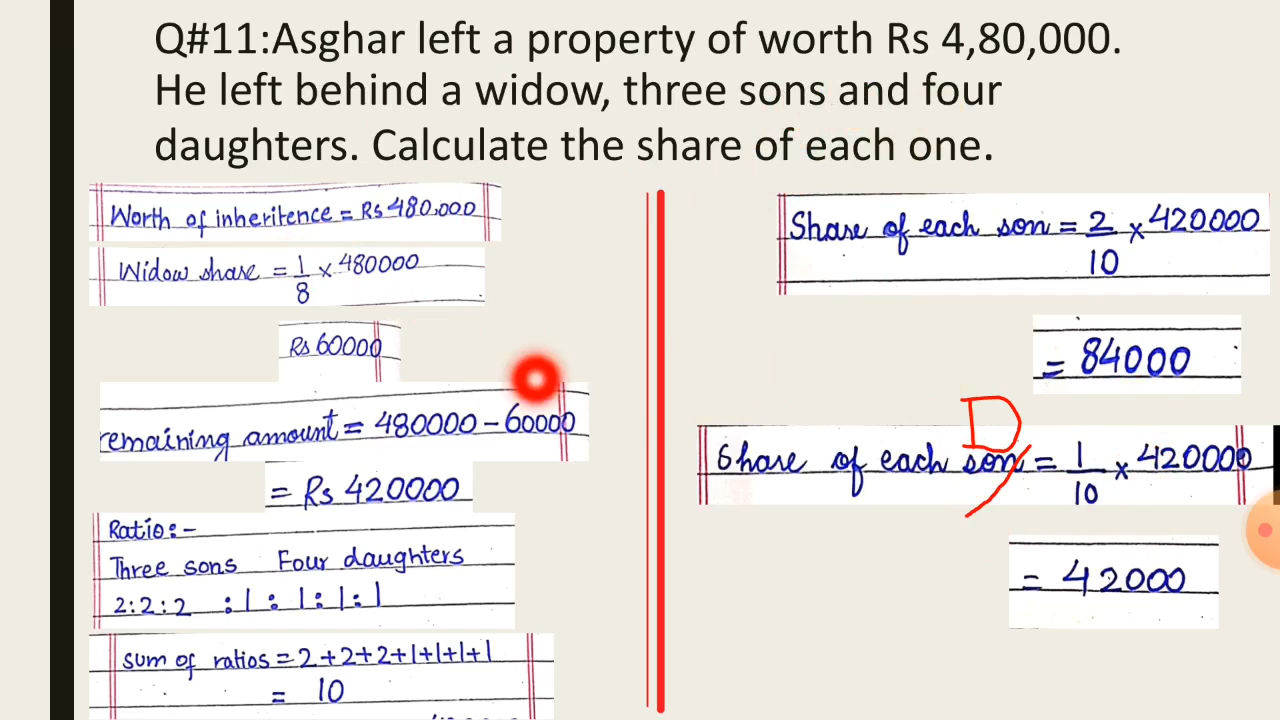 Q#11:Asghar left a property of worth Rs 4,80,000.
He left behind a widow, three sons and four
daughters. Calculate the share of each one.
Worth of inheritence = Rs 480,000
Widow share = 1/8 × 480000
Rs 60000
remaining amount = 480000 - 60000
= Rs 420000
Ratio:-
Three sons Four daughters
2:2:2 :1:1:1:1
sum of ratios = 2+2+2+1+1+1+1
= 10
Share of each son = 2/10 × 420000
= 84000
D
Share of each son = 1/10 × 420000
= 42000